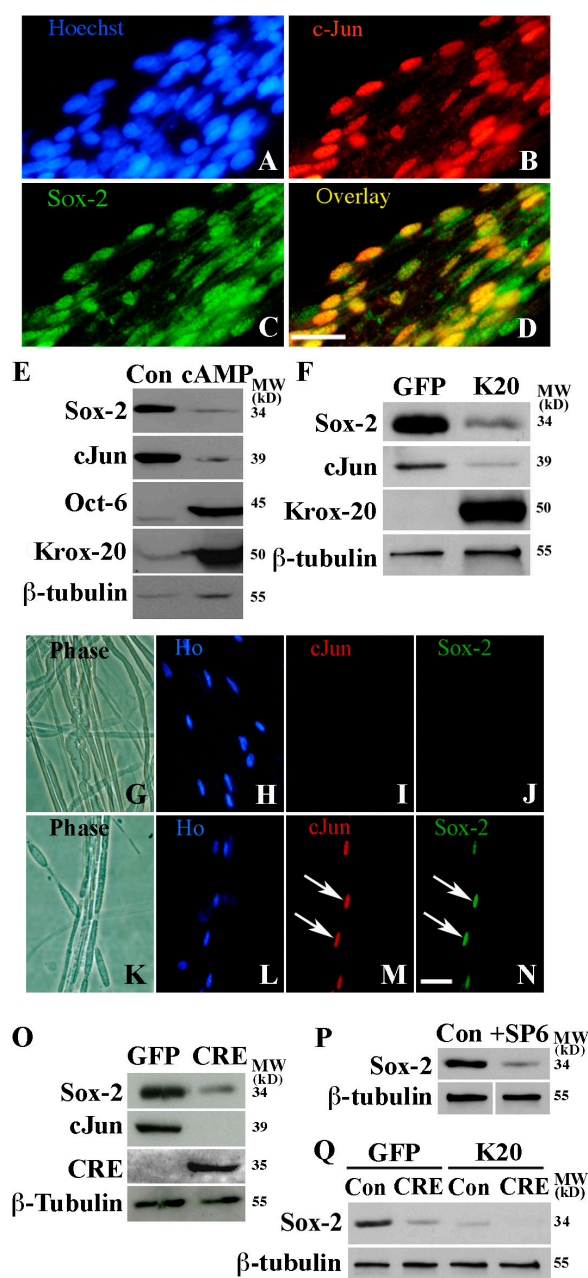 Hoechst
c-Jun
A
B
Sox-2
Overlay
C
D
E
Con cAMP MW (kD)
Sox-2 34
cJun 39
Oct-6 45
Krox-20 50
β-tubulin 55
F
GFP K20 MW (kD)
Sox-2 34
cJun 39
Krox-20 50
β-tubulin 55
Phase Ho cJun Sox-2
G H I J
Phase Ho cJun Sox-2
K L M N
O
GFP CRE MW (kD)
Sox-2 34
cJun 39
CRE 35
β-Tubulin 55
P
Con +SP6 MW (kD)
Sox-2 34
β-tubulin 55
Q
GFP K20
Con CRE Con CRE MW (kD)
Sox-2 34
β-tubulin 55